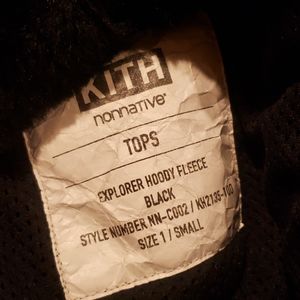 KITH
nonnative®
TOPS
EXPLORER HOODY FLEECE
BLACK
STYLE NUMBER NN-C002 / KH2135-100
SIZE 1 / SMALL